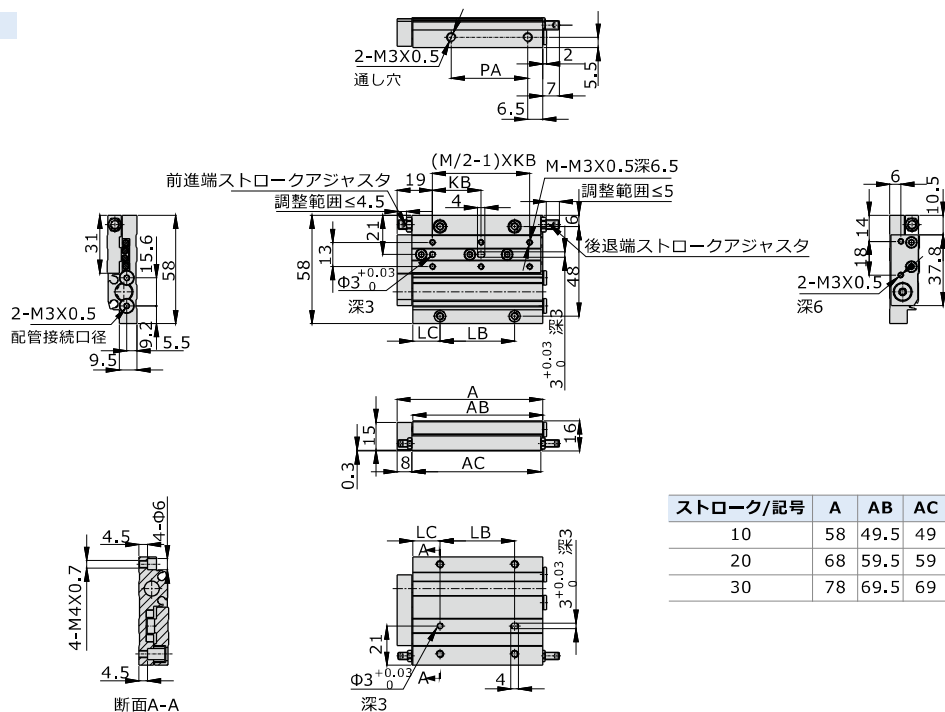 2-M3X0.5
通し穴
PA
2
5.5
7
6.5
(M/2-1)XKB
M-M3X0.5深6.5
前進端ストロークアジャスタ
19
KB
調整範囲≤5
調整範囲≤4.5
4
6
後退端ストロークアジャスタ
58
21
13
48
Φ3 +0.03 0
深3
LC
LB
3 +0.03 0 深3
31
15.6
58
2-M3X0.5
配管接続口径
9.2
5.5
9.5
6
10.5
14
18
37.8
2-M3X0.5
深6
A
AB
15
16
0.3
8
AC
4.5
4-Φ6
4-M4X0.7
4.5
断面A-A
LC
LB
A
21
3 +0.03 0 深3
Φ3 +0.03 0
A
深3
4
ストローク/記号 A AB AC
10 58 49.5 49
20 68 59.5 59
30 78 69.5 69